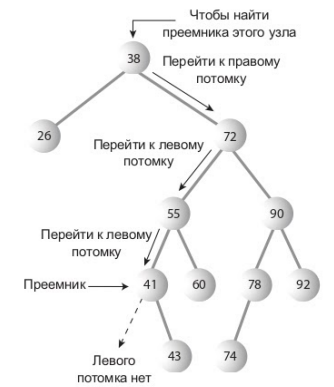 Чтобы найти
преемника этого узла
38
Перейти к правому
потомку
26
Перейти к левому
потомку
72
55
90
Перейти к левому
потомку
Преемник
41
60
78
92
Левого
потомка нет
43
74